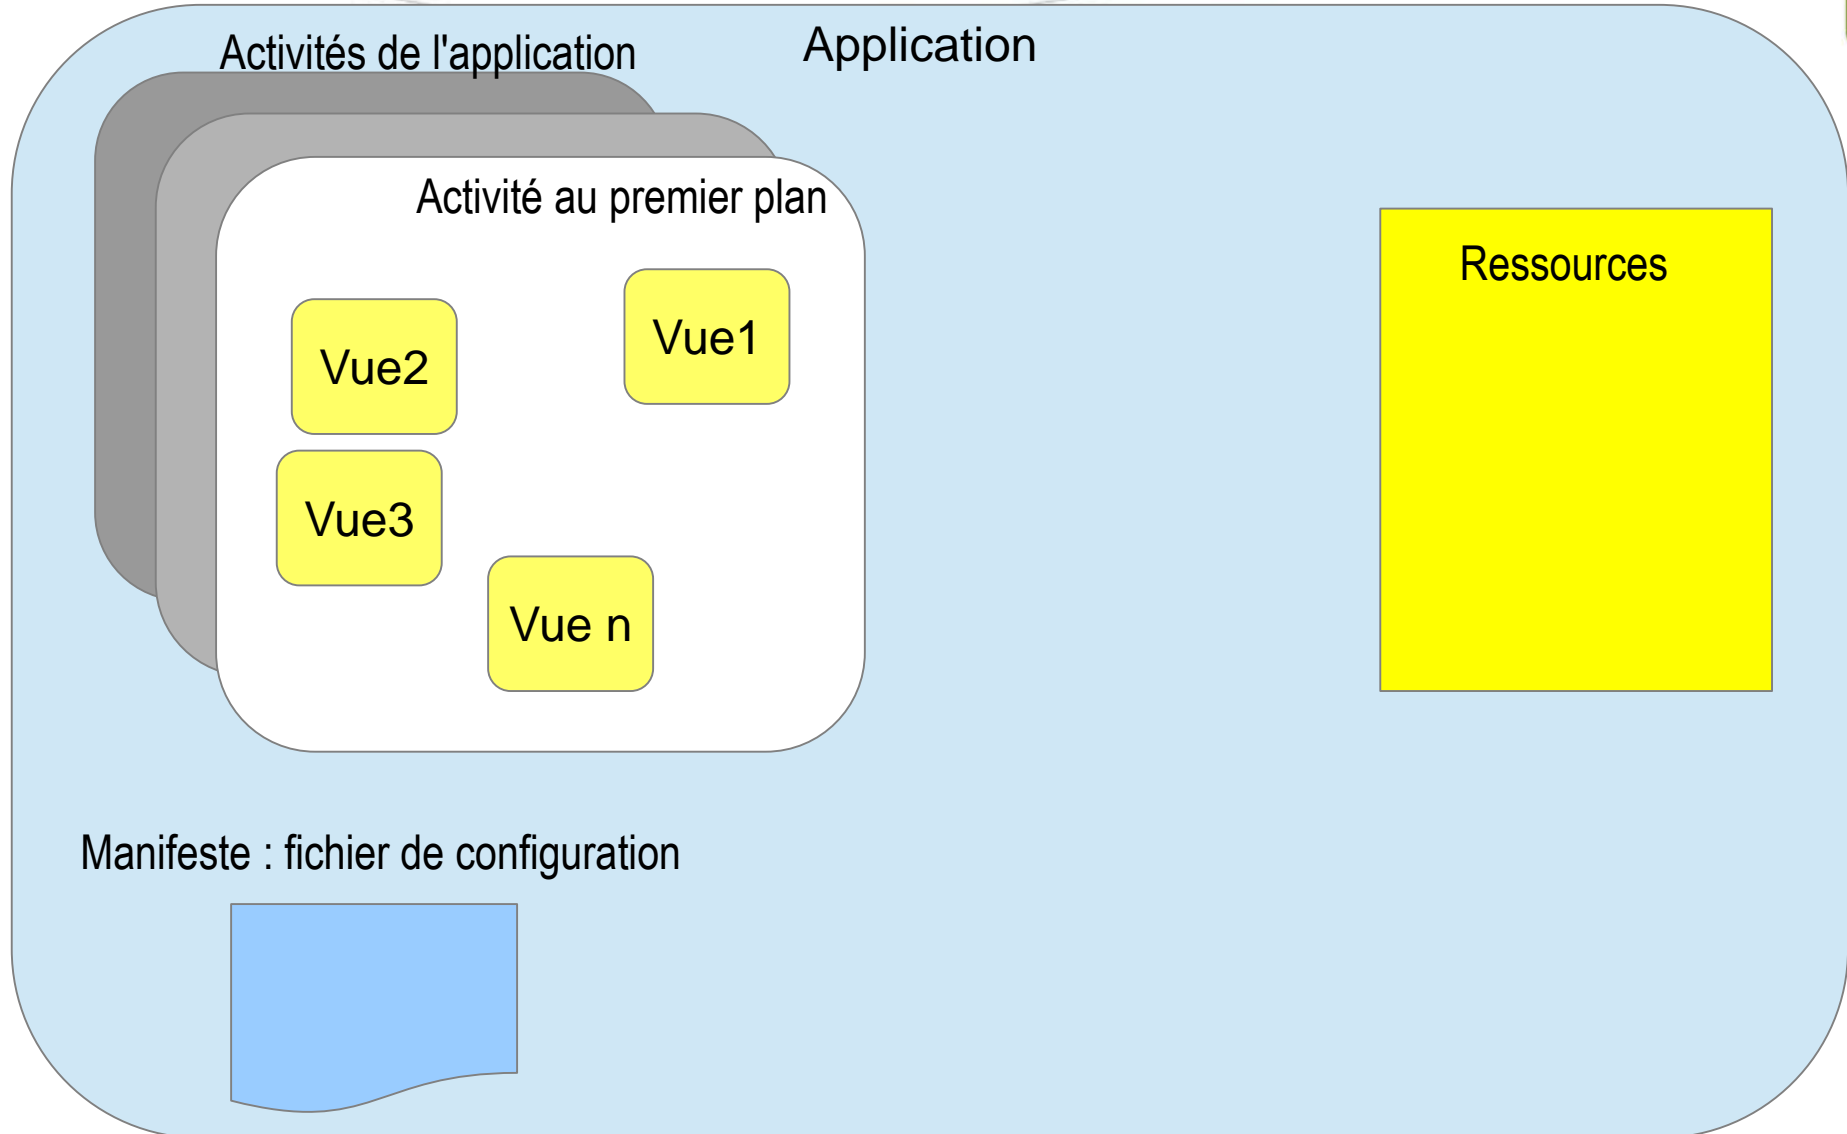 Activités de l'application
Application
Activité au premier plan
Ressources
Vue1
Vue2
Vue3
Vue n
Manifeste : fichier de configuration